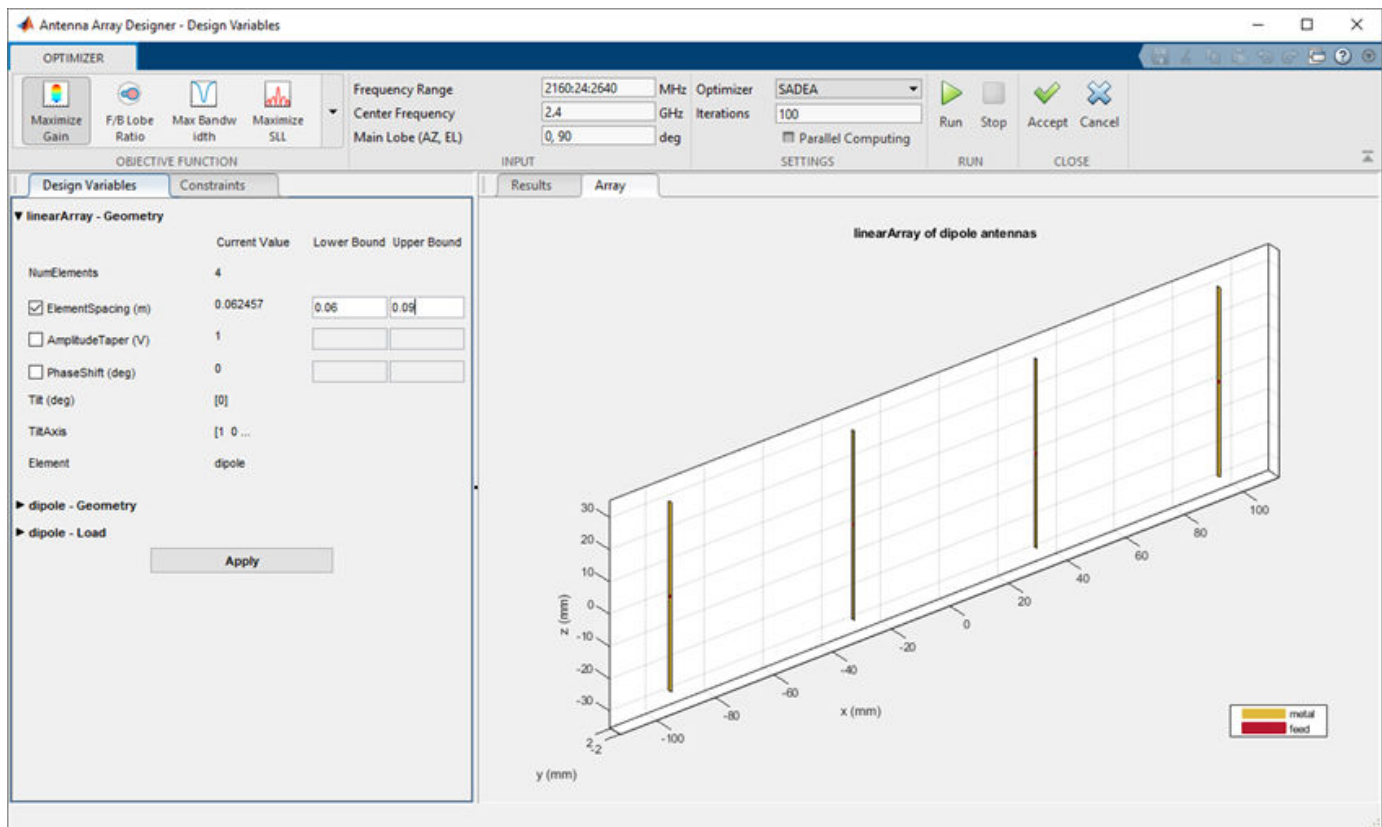 Antenna Array Designer - Design Variables
OPTIMIZER
Maximize Gain
F/B Lobe Ratio
Max Bandw idth
Maximize SLL
OBJECTIVE FUNCTION
Frequency Range 2160:24:2640 MHz
Center Frequency 2.4 GHz
Main Lobe (AZ, EL) 0, 90 deg
INPUT
Optimizer SADEA
Iterations 100
Parallel Computing
SETTINGS
Run Stop
RUN
Accept Cancel
CLOSE
Design Variables Constraints
linearArray - Geometry
Current Value Lower Bound Upper Bound
NumElements 4
ElementSpacing (m) 0.062457 0.06 0.09
AmplitudeTaper (V) 1
PhaseShift (deg) 0
Tilt (deg) [0]
TiltAxis [1 0 ...
Element dipole
dipole - Geometry
dipole - Load
Apply
Results Array
linearArray of dipole antennas
30
20
10
0
-10
-20
-30
z (mm)
2
-2
y (mm)
-100
-80
-60
-40
-20
0
20
40
60
80
100
x (mm)
metal
feed